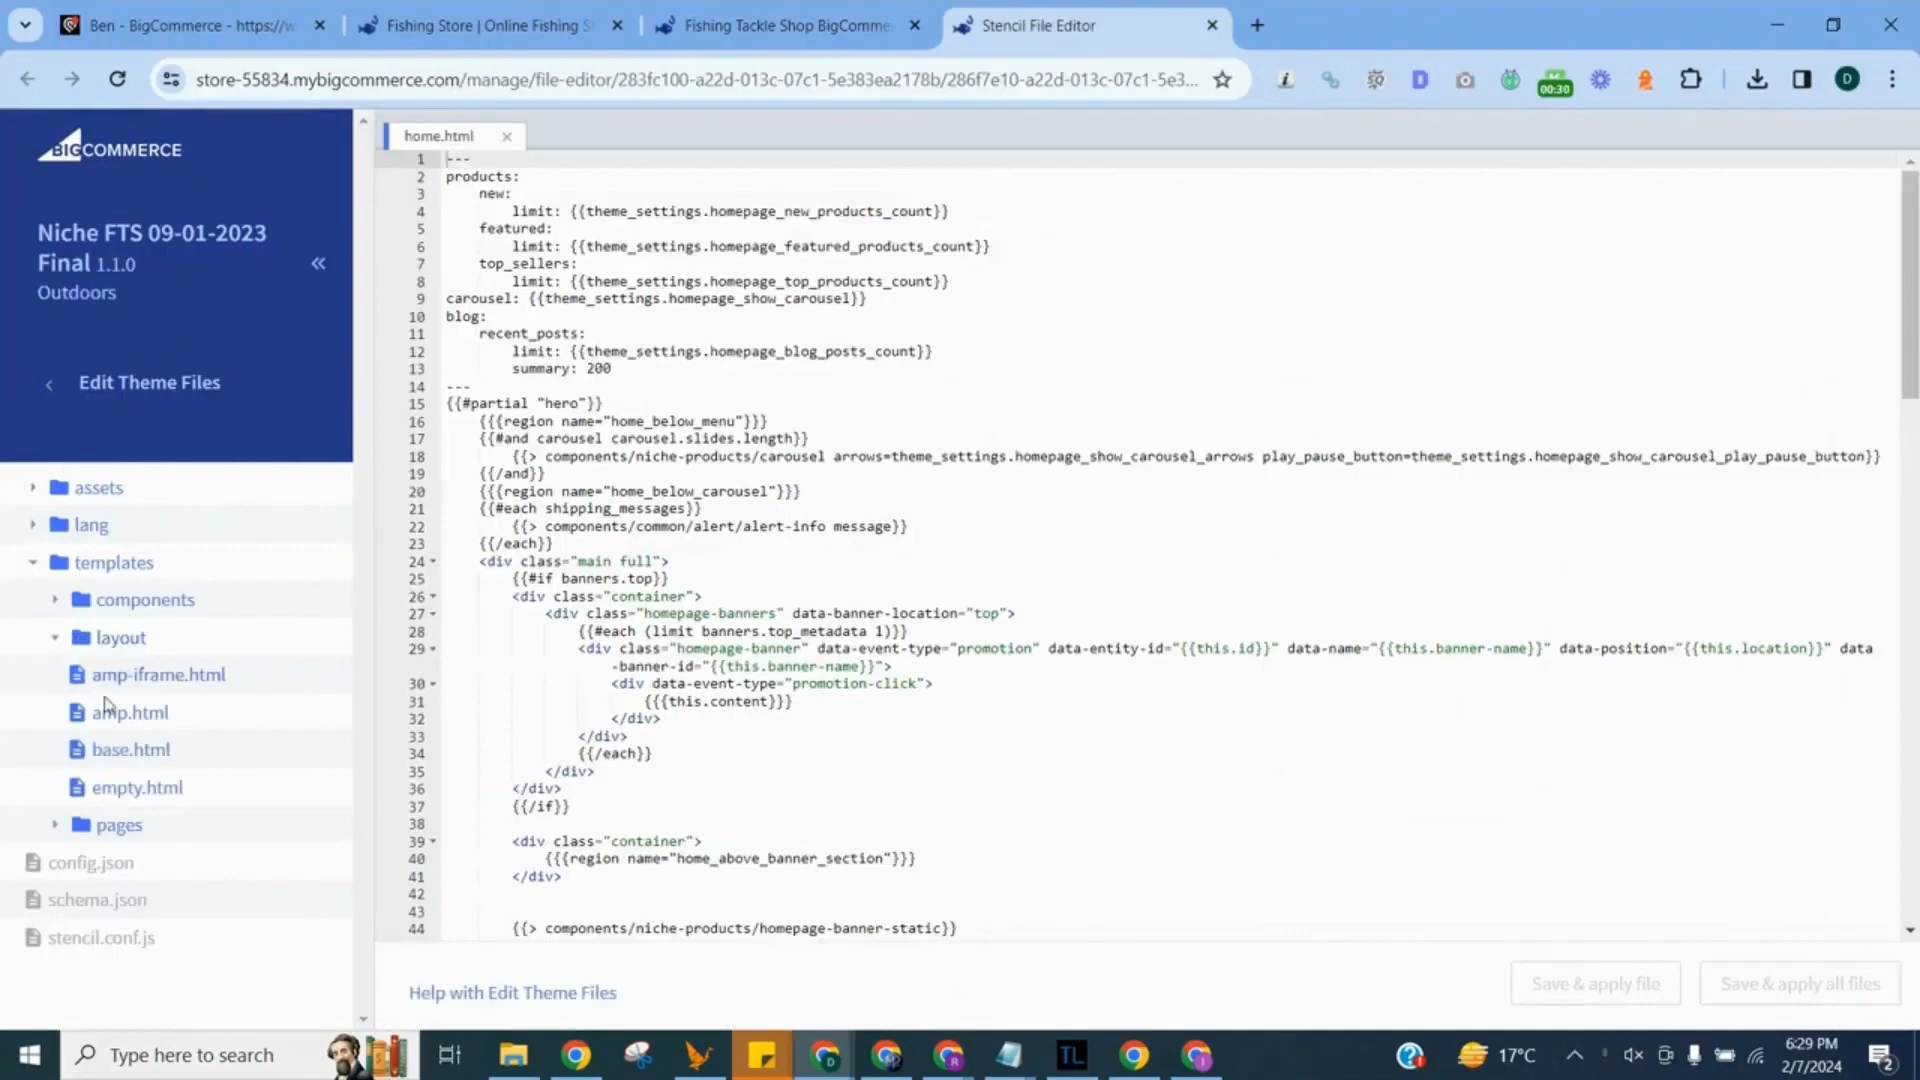 Ben - BigCommerce - https://w
Fishing Store | Online Fishing S
Fishing Tackle Shop BigComme
Stencil File Editor
store-55834.mybigcommerce.com/manage/file-editor/283fc100-a22d-013c-07c1-5e383ea2178b/286f7e10-a22d-013c-07c1-5e3...
00:30
D
BIGCOMMERCE
Niche FTS 09-01-2023
Final 1.1.0
Outdoors
Edit Theme Files
assets
lang
templates
components
layout
amp-iframe.html
amp.html
base.html
empty.html
pages
config.json
schema.json
stencil.conf.js
home.html
1 ---
2 products:
3 new:
4 limit: {{theme_settings.homepage_new_products_count}}
5 featured:
6 limit: {{theme_settings.homepage_featured_products_count}}
7 top_sellers:
8 limit: {{theme_settings.homepage_top_products_count}}
9 carousel: {{theme_settings.homepage_show_carousel}}
10 blog:
11 recent_posts:
12 limit: {{theme_settings.homepage_blog_posts_count}}
13 summary: 200
14 ---
15 {{#partial "hero"}}
16 {{{region name="home_below_menu"}}}
17 {{#and carousel carousel.slides.length}}
18 {{> components/niche-products/carousel arrows=theme_settings.homepage_show_carousel_arrows play_pause_button=theme_settings.homepage_show_carousel_play_pause_button}}
19 {{/and}}
20 {{{region name="home_below_carousel"}}}
21 {{#each shipping_messages}}
22 {{> components/common/alert/alert-info message}}
23 {{/each}}
24 <div class="main full">
25 {{#if banners.top}}
26 <div class="container">
27 <div class="homepage-banners" data-banner-location="top">
28 {{#each (limit banners.top_metadata 1)}}
29 <div class="homepage-banner" data-event-type="promotion" data-entity-id="{{this.id}}" data-name="{{this.banner-name}}" data-position="{{this.location}}" data
-banner-id="{{this.banner-name}}">
30 <div data-event-type="promotion-click">
31 {{{this.content}}}
32 </div>
33 </div>
34 {{/each}}
35 </div>
36 </div>
37 {{/if}}
38
39 <div class="container">
40 {{{region name="home_above_banner_section"}}}
41 </div>
42
43
44 {{> components/niche-products/homepage-banner-static}}
Help with Edit Theme Files
Save & apply file
Save & apply all files
Type here to search
TL
17°C
6:29 PM
2/7/2024
2